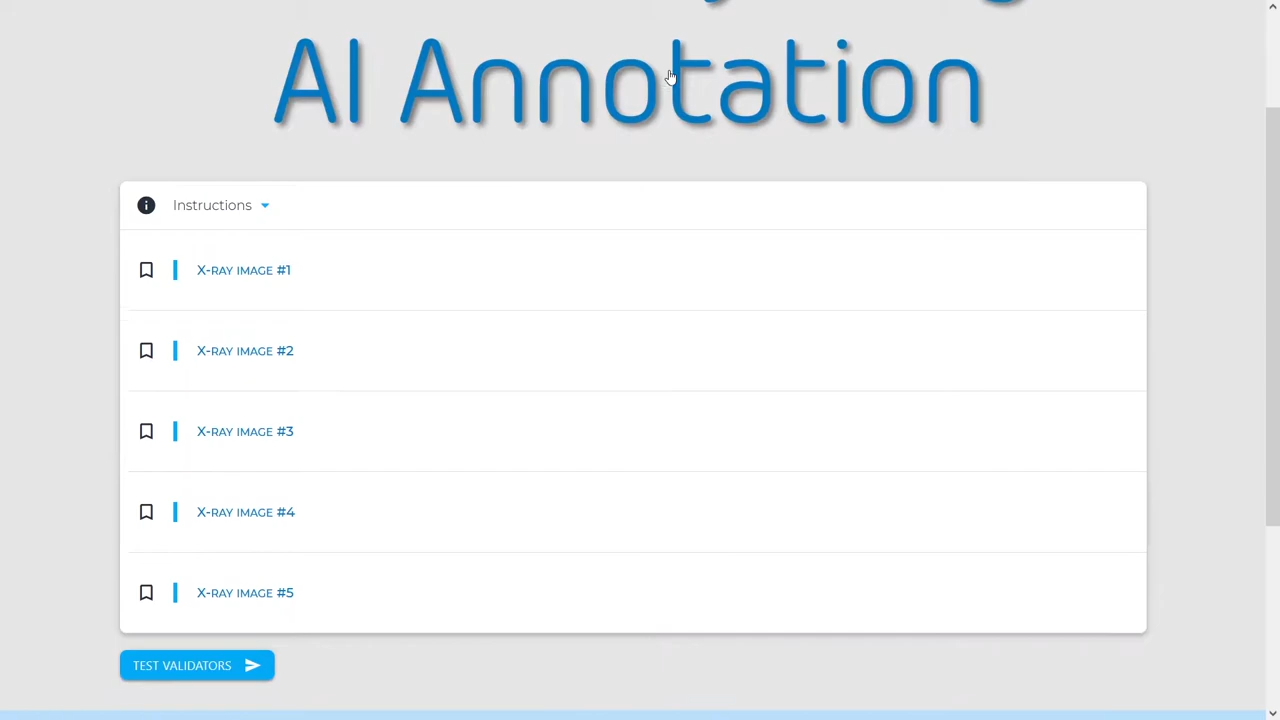 AI Annotation
Instructions
X-RAY IMAGE #1
X-RAY IMAGE #2
X-RAY IMAGE #3
X-RAY IMAGE #4
X-RAY IMAGE #5
TEST VALIDATORS